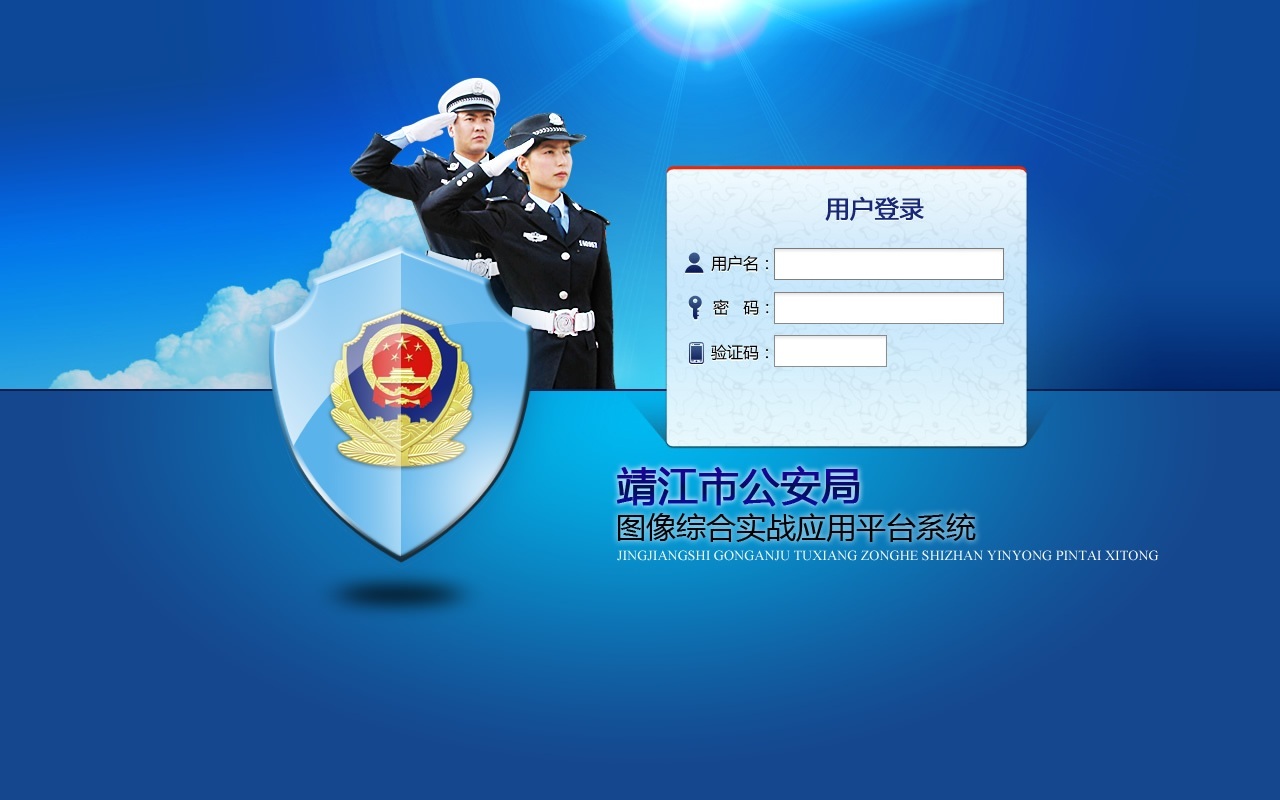 用户登录
用户名：
密 码：
验证码：
靖江市公安局
图像综合实战应用平台系统
JINGJIANGSHI GONGANJU TUXIANG ZONGHE SHIZHAN YINYONG PINTAI XITONG